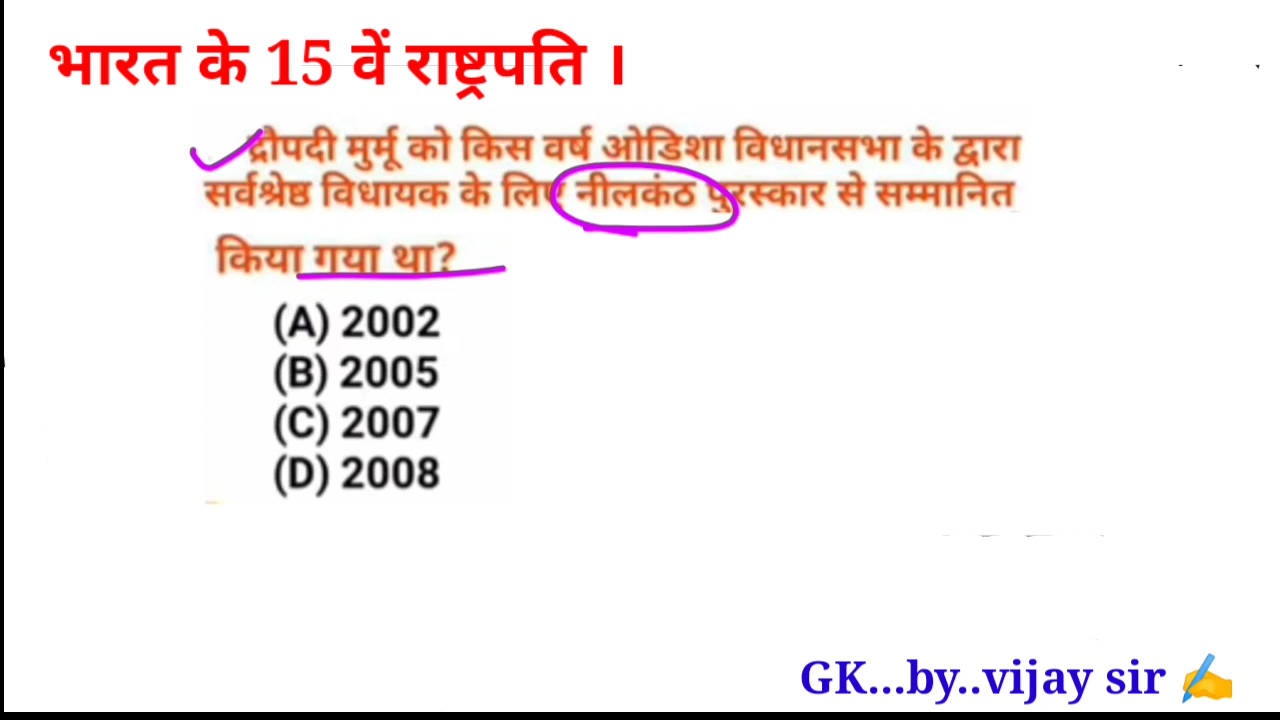 भारत के 15 वें राष्ट्रपति ।
द्रौपदी मुर्मू को किस वर्ष ओडिशा विधानसभा के द्वारा
सर्वश्रेष्ठ विधायक के लिए नीलकंठ पुरस्कार से सम्मानित
किया गया था?
(A) 2002
(B) 2005
(C) 2007
(D) 2008
GK...by..vijay sir ✍️